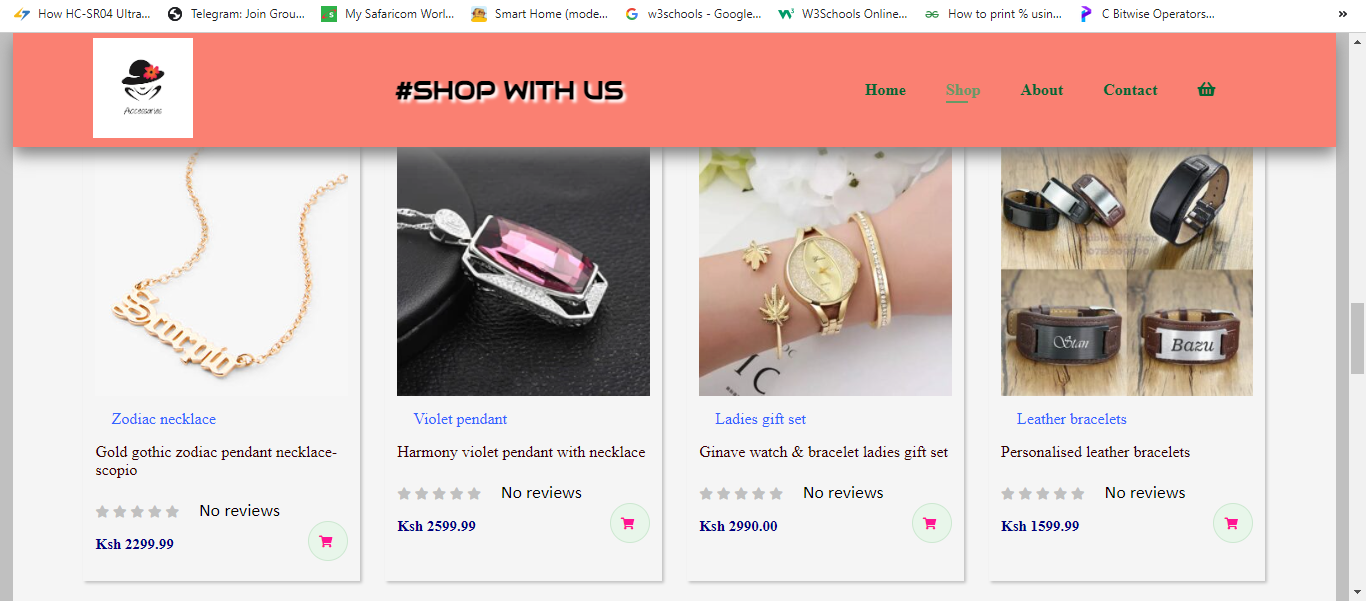 How HC-SR04 Ultra...
Telegram: Join Grou...
My Safaricom Worl...
Smart Home (mode...
w3schools - Google...
W3Schools Online...
How to print % usin...
C Bitwise Operators...
»
Accessories
#SHOP WITH US
Home
Shop
About
Contact
Scorpio
Stan
Bazu
Zodiac necklace
Gold gothic zodiac pendant necklace-
scopio
No reviews
Ksh 2299.99
Violet pendant
Harmony violet pendant with necklace
No reviews
Ksh 2599.99
Ladies gift set
Ginave watch & bracelet ladies gift set
No reviews
Ksh 2990.00
Leather bracelets
Personalised leather bracelets
No reviews
Ksh 1599.99